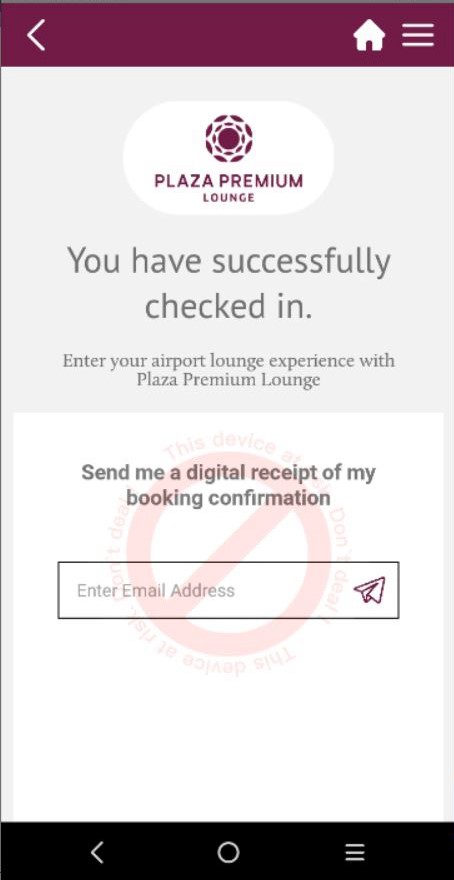 PLAZA PREMIUM
LOUNGE
You have successfully
checked in.
Enter your airport lounge experience with
Plaza Premium Lounge
This device at risk, Don't deal !
Send me a digital receipt of my
booking confirmation
Enter Email Address
This device at risk, Don't deal !